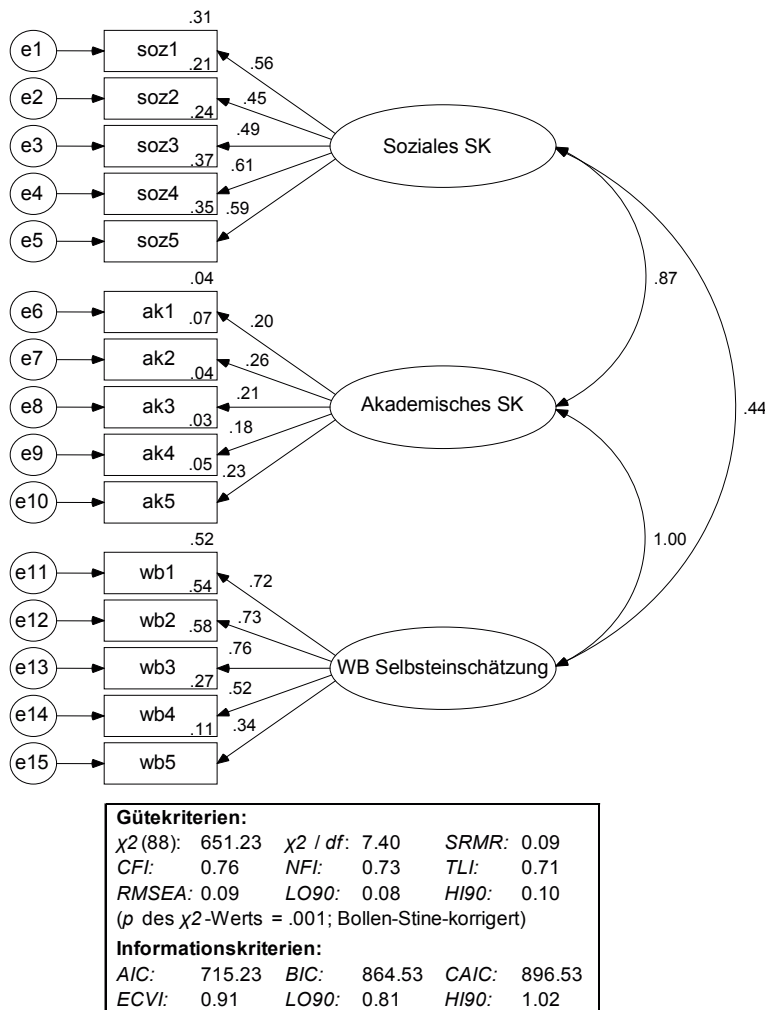 .31
e1 soz1 .56
.21
e2 soz2 .45
.24
e3 soz3 .49 Soziales SK
.37
e4 soz4 .61
.35
e5 soz5 .59
.87
.04
e6 ak1 .20
.07
e7 ak2 .26
.04
e8 ak3 .21 Akademisches SK .44
.03
e9 ak4 .18
.05
e10 ak5 .23
1.00
.52
e11 wb1 .72
.54
e12 wb2 .73
.58
e13 wb3 .76 WB Selbsteinschätzung
.27
e14 wb4 .52
.11
e15 wb5 .34
Gütekriterien:
χ2(88): 651.23 χ2 / df: 7.40 SRMR: 0.09
CFI: 0.76 NFI: 0.73 TLI: 0.71
RMSEA: 0.09 LO90: 0.08 HI90: 0.10
(p des χ2-Werts = .001; Bollen-Stine-korrigert)
Informationskriterien:
AIC: 715.23 BIC: 864.53 CAIC: 896.53
ECVI: 0.91 LO90: 0.81 HI90: 1.02